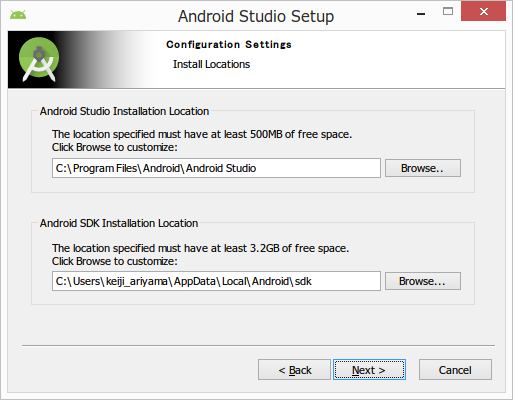 Android Studio Setup
Configuration Settings
Install Locations
Android Studio Installation Location
The location specified must have at least 500MB of free space.
Click Browse to customize:
C:\Program Files\Android\Android Studio
Browse..
Android SDK Installation Location
The location specified must have at least 3.2GB of free space.
Click Browse to customize:
C:\Users\keiji_ariyama\AppData\Local\Android\sdk
Browse...
< Back
Next >
Cancel